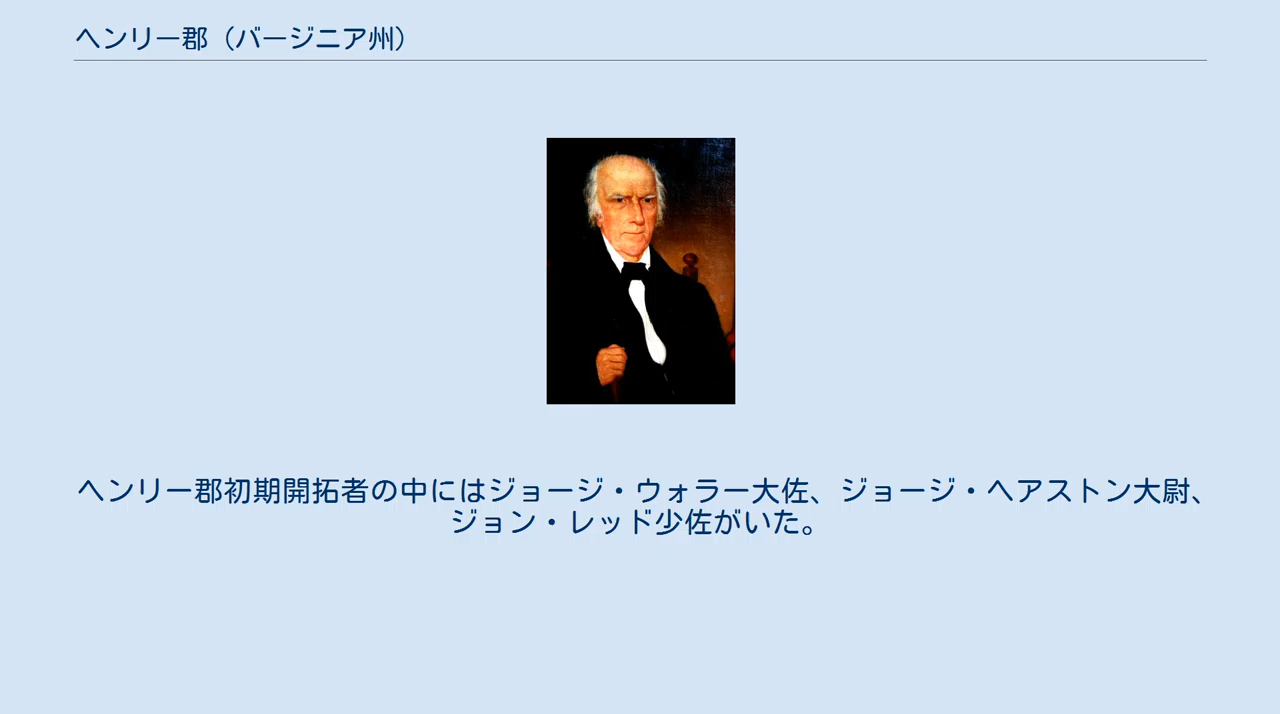 ヘンリー郡（バージニア州）
ヘンリー郡初期開拓者の中にはジョージ・ウォラー大佐、ジョージ・ヘアストン大尉、
ジョン・レッド少佐がいた。